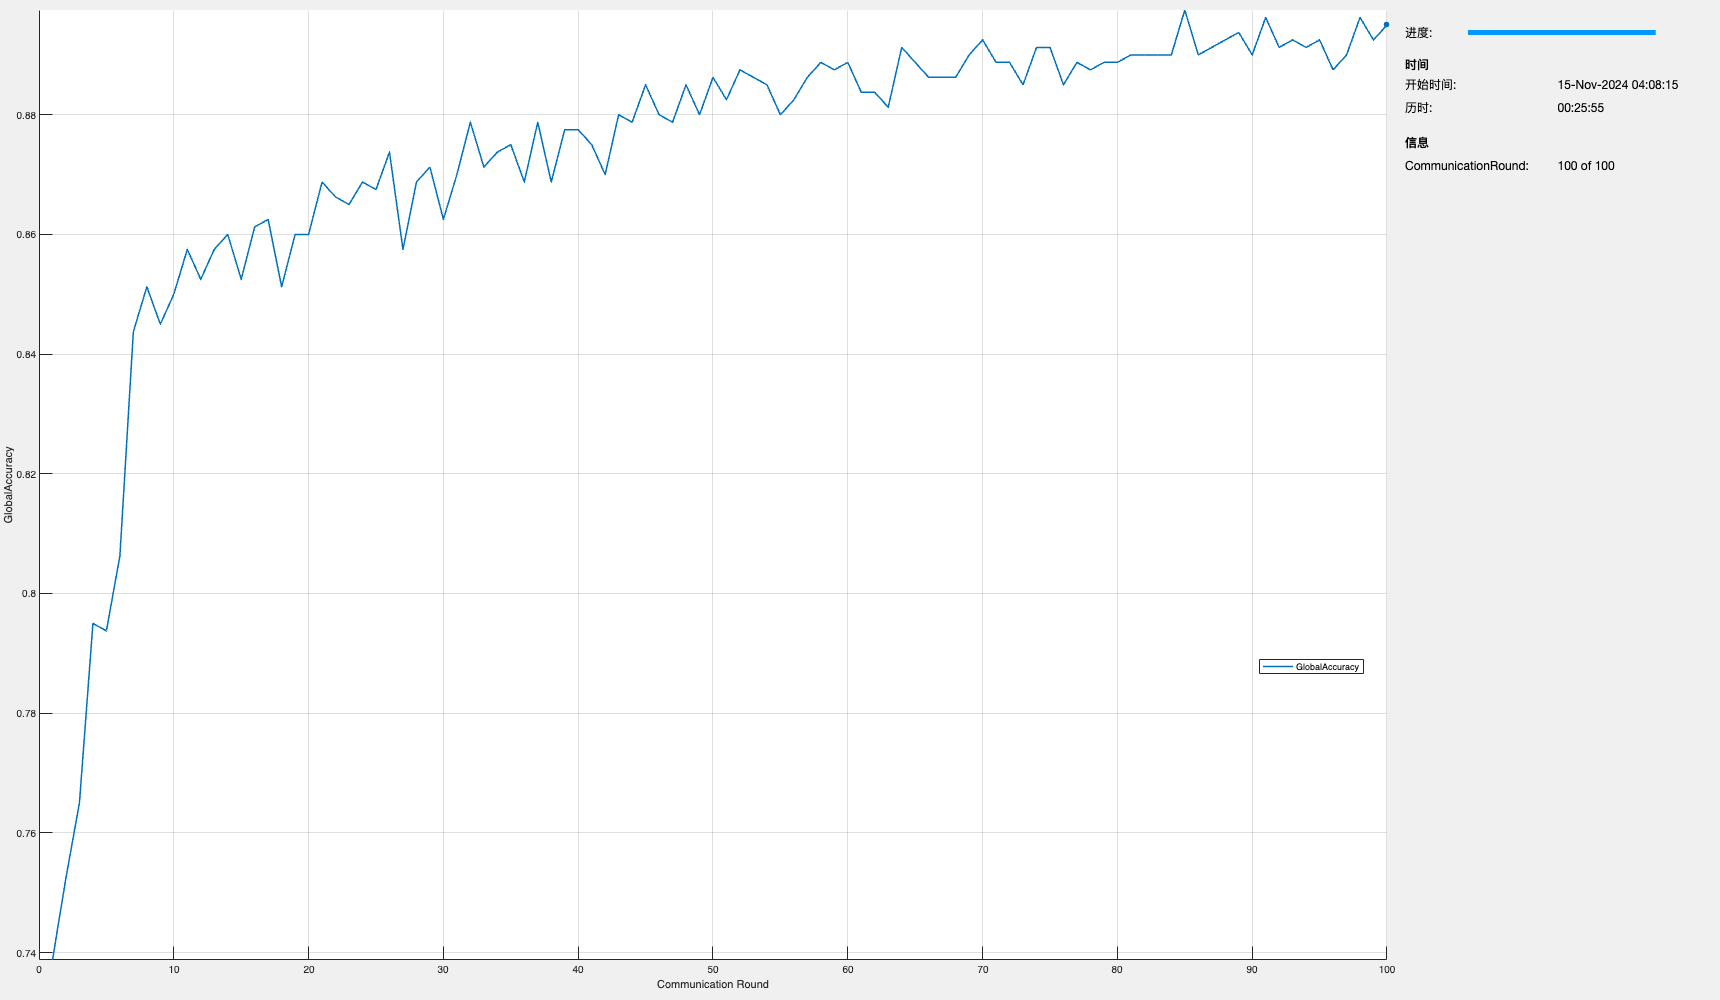 GlobalAccuracy
0.88
0.86
0.84
0.82
0.8
0.78
0.76
0.74
0 10 20 30 40 50 60 70 80 90 100
Communication Round
GlobalAccuracy
进度:
时间
开始时间: 15-Nov-2024 04:08:15
历时: 00:25:55
信息
CommunicationRound: 100 of 100